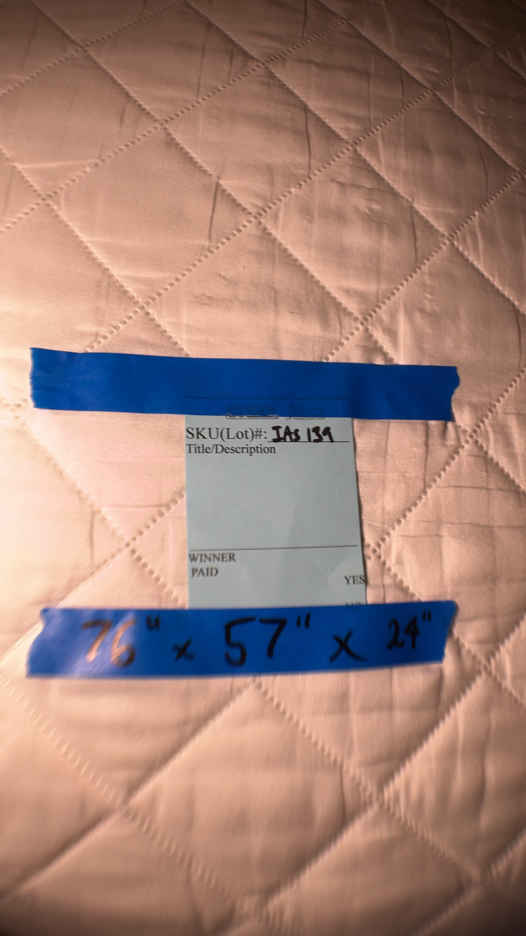 SKU(Lot)#: IAS 139
Title/Description
WINNER
PAID
YES
76" x 57" x 24"